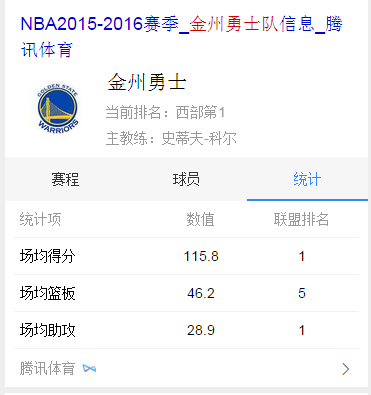 NBA2015-2016赛季_金州勇士队信息_腾
讯体育
GOLDEN STATE
WARRIORS
金州勇士
当前排名：西部第1
主教练：史蒂夫-科尔
赛程 球员 统计
统计项 数值 联盟排名
场均得分 115.8 1
场均篮板 46.2 5
场均助攻 28.9 1
腾讯体育